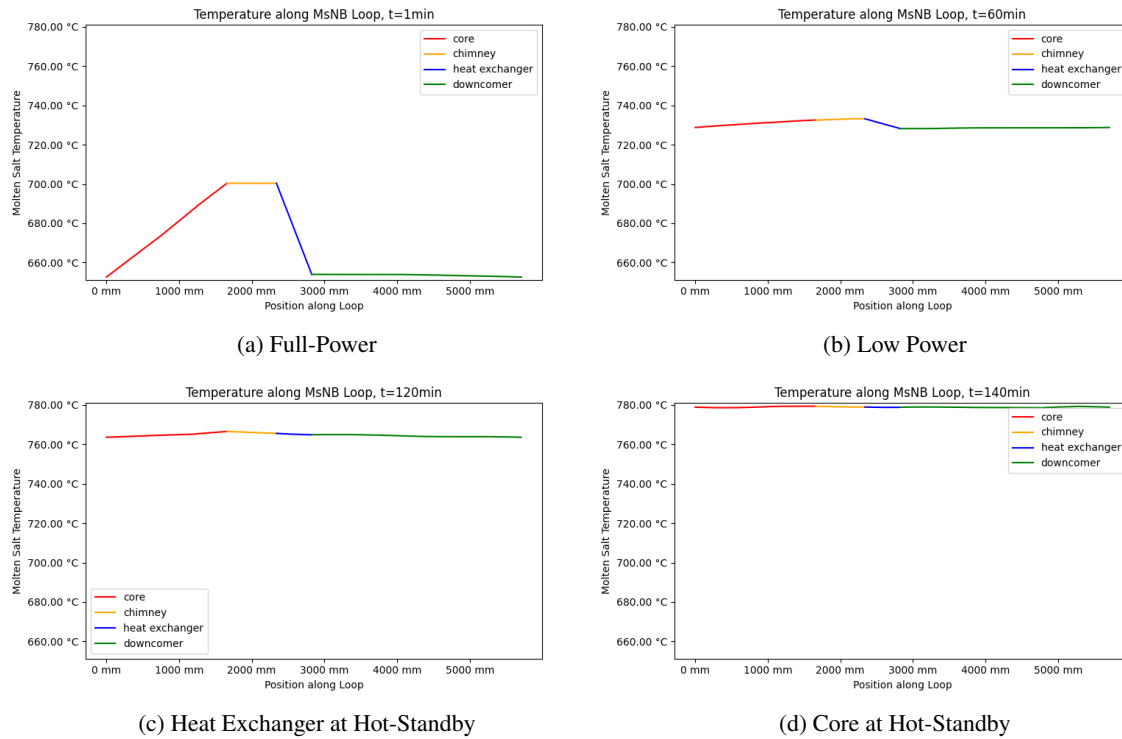 Temperature along MsNB Loop, t=1min
780.00 °C
760.00 °C
740.00 °C
720.00 °C
700.00 °C
680.00 °C
660.00 °C
Molten Salt Temperature
core
chimney
heat exchanger
downcomer
0 mm 1000 mm 2000 mm 3000 mm 4000 mm 5000 mm
Position along Loop
(a) Full-Power
Temperature along MsNB Loop, t=60min
780.00 °C
760.00 °C
740.00 °C
720.00 °C
700.00 °C
680.00 °C
660.00 °C
Molten Salt Temperature
core
chimney
heat exchanger
downcomer
0 mm 1000 mm 2000 mm 3000 mm 4000 mm 5000 mm
Position along Loop
(b) Low Power
Temperature along MsNB Loop, t=120min
780.00 °C
760.00 °C
740.00 °C
720.00 °C
700.00 °C
680.00 °C
660.00 °C
Molten Salt Temperature
core
chimney
heat exchanger
downcomer
0 mm 1000 mm 2000 mm 3000 mm 4000 mm 5000 mm
Position along Loop
(c) Heat Exchanger at Hot-Standby
Temperature along MsNB Loop, t=140min
780.00 °C
760.00 °C
740.00 °C
720.00 °C
700.00 °C
680.00 °C
660.00 °C
Molten Salt Temperature
core
chimney
heat exchanger
downcomer
0 mm 1000 mm 2000 mm 3000 mm 4000 mm 5000 mm
Position along Loop
(d) Core at Hot-Standby